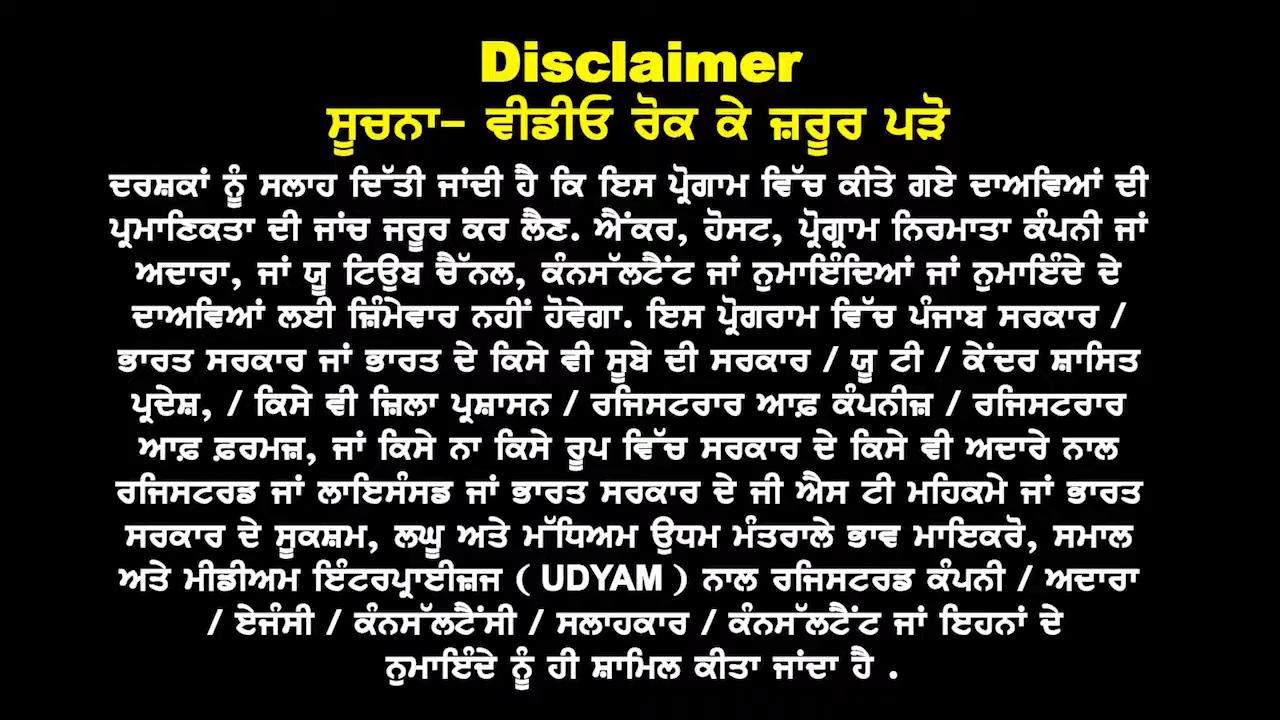 Disclaimer
ਸੂਚਨਾ- ਵੀਡੀਓ ਰੋਕ ਕੇ ਜ਼ਰੂਰ ਪੜੋ
ਦਰਸ਼ਕਾਂ ਨੂੰ ਸਲਾਹ ਦਿੱਤੀ ਜਾਂਦੀ ਹੈ ਕਿ ਇਸ ਪ੍ਰੋਗਾਮ ਵਿੱਚ ਕੀਤੇ ਗਏ ਦਾਅਵਿਆਂ ਦੀ
ਪ੍ਰਮਾਣਿਕਤਾ ਦੀ ਜਾਂਚ ਜਰੂਰ ਕਰ ਲੈਣ. ਐਂਕਰ, ਹੋਸਟ, ਪ੍ਰੋਗ੍ਰਾਮ ਨਿਰਮਾਤਾ ਕੰਪਨੀ ਜਾਂ
ਅਦਾਰਾ, ਜਾਂ ਯੂ ਟਿਊਬ ਚੈੱਨਲ, ਕੰਨਸੱਲਟੈਂਟ ਜਾਂ ਨੁਮਾਇੰਦਿਆਂ ਜਾਂ ਨੁਮਾਇੰਦੇ ਦੇ
ਦਾਅਵਿਆਂ ਲਈ ਜ਼ਿੰਮੇਵਾਰ ਨਹੀਂ ਹੋਵੇਗਾ. ਇਸ ਪ੍ਰੋਗਰਾਮ ਵਿੱਚ ਪੰਜਾਬ ਸਰਕਾਰ /
ਭਾਰਤ ਸਰਕਾਰ ਜਾਂ ਭਾਰਤ ਦੇ ਕਿਸੇ ਵੀ ਸੂਬੇ ਦੀ ਸਰਕਾਰ / ਯੂ ਟੀ / ਕੇਂਦਰ ਸ਼ਾਸਿਤ
ਪ੍ਰਦੇਸ਼, / ਕਿਸੇ ਵੀ ਜ਼ਿਲਾ ਪ੍ਰਸ਼ਾਸਨ / ਰਜਿਸਟਰਾਰ ਆਫ਼ ਕੰਪਨੀਜ਼ / ਰਜਿਸਟਰਾਰ
ਆਫ਼ ਫ਼ਰਮਜ਼, ਜਾਂ ਕਿਸੇ ਨਾ ਕਿਸੇ ਰੂਪ ਵਿੱਚ ਸਰਕਾਰ ਦੇ ਕਿਸੇ ਵੀ ਅਦਾਰੇ ਨਾਲ
ਰਜਿਸਟਰਡ ਜਾਂ ਲਾਇਸੰਸਡ ਜਾਂ ਭਾਰਤ ਸਰਕਾਰ ਦੇ ਜੀ ਐਸ ਟੀ ਮਹਿਕਮੇ ਜਾਂ ਭਾਰਤ
ਸਰਕਾਰ ਦੇ ਸੂਕਸ਼ਮ, ਲਘੂ ਅਤੇ ਮੱਧਿਅਮ ਉਧਮ ਮੰਤਰਾਲੇ ਭਾਵ ਮਾਇਕਰੋ, ਸਮਾਲ
ਅਤੇ ਮੀਡੀਅਮ ਇੰਟਰਪ੍ਰਾਈਜ਼ਜ ( UDYAM ) ਨਾਲ ਰਜਿਸਟਰਡ ਕੰਪਨੀ / ਅਦਾਰਾ
/ ਏਜੰਸੀ / ਕੰਨਸੱਲਟੈਂਸੀ / ਸਲਾਹਕਾਰ / ਕੰਨਸੱਲਟੈਂਟ ਜਾਂ ਇਹਨਾਂ ਦੇ
ਨੁਮਾਇੰਦੇ ਨੂੰ ਹੀ ਸ਼ਾਮਿਲ ਕੀਤਾ ਜਾਂਦਾ ਹੈ .